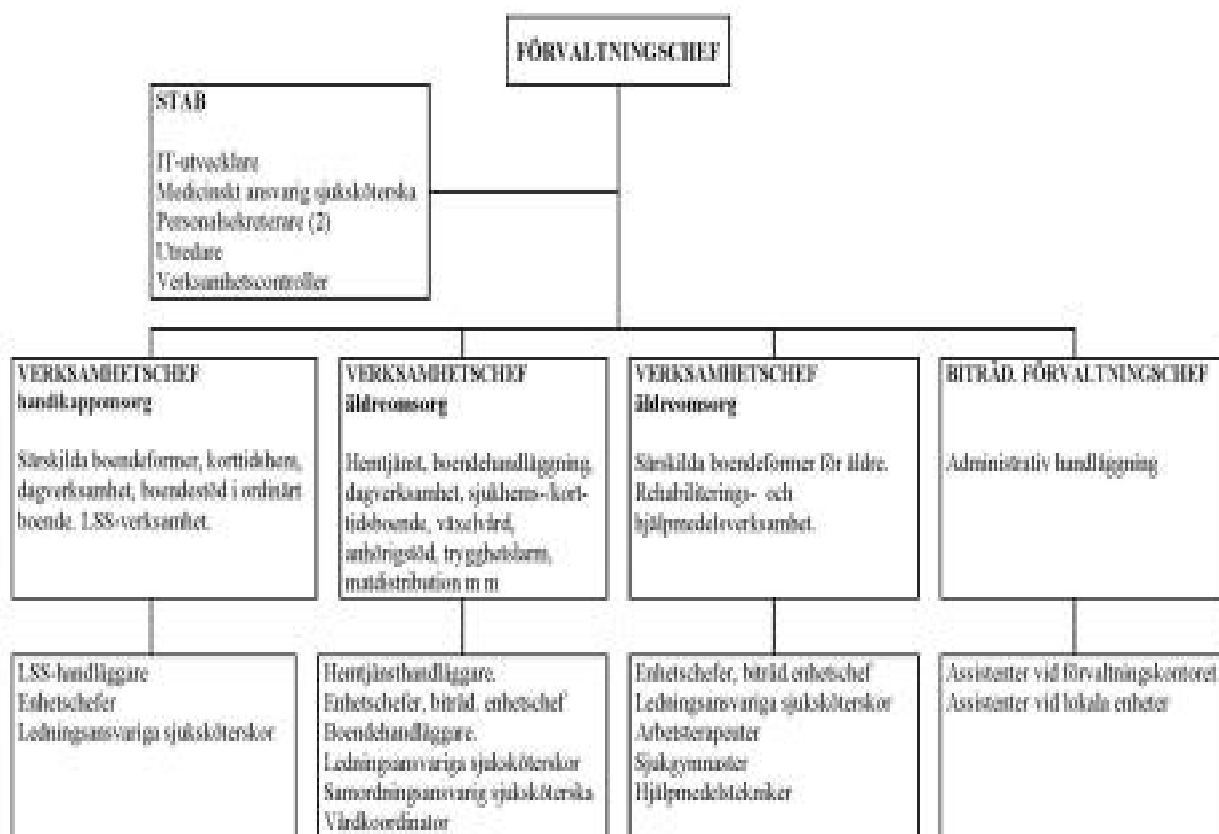 FÖRVALTNINGSCHEF
STAB
IT-utvecklare
Medicinskt ansvarig sjuksköterska
Personalsekreterare (2)
Utredare
Verksamhetscontroller
VERKSAMHETSCHEF
handikappomsorg
Särskilda boendeformer, korttidshem,
dagverksamhet, boendestöd i ordinärt
boende. LSS-verksamhet.
VERKSAMHETSCHEF
äldreomsorg
Hemtjänst, boendehandläggning,
dagverksamhet, sjukhems-/kort-
tidsboende, växelvård,
anhörigstöd, trygghetslarm,
matdistribution m m
VERKSAMHETSCHEF
äldreomsorg
Särskilda boendeformer för äldre.
Rehabiliterings- och
hjälpmedelsverksamhet.
BITRÄD. FÖRVALTNINGSCHEF
Administrativ handläggning
LSS-handläggare
Enhetschefer
Ledningsansvariga sjuksköterskor
Hemtjänsthandläggare.
Enhetschefer, biträd. enhetschef
Boendehandläggare.
Ledningsansvariga sjuksköterskor
Samordningsansvarig sjuksköterska
Vårdkoordinator
Enhetschefer, biträd. enhetschef
Ledningsansvariga sjuksköterskor
Arbetsterapeuter
Sjukgymnaster
Hjälpmedelstekniker
Assistenter vid förvaltningskontoret
Assistenter vid lokala enheter